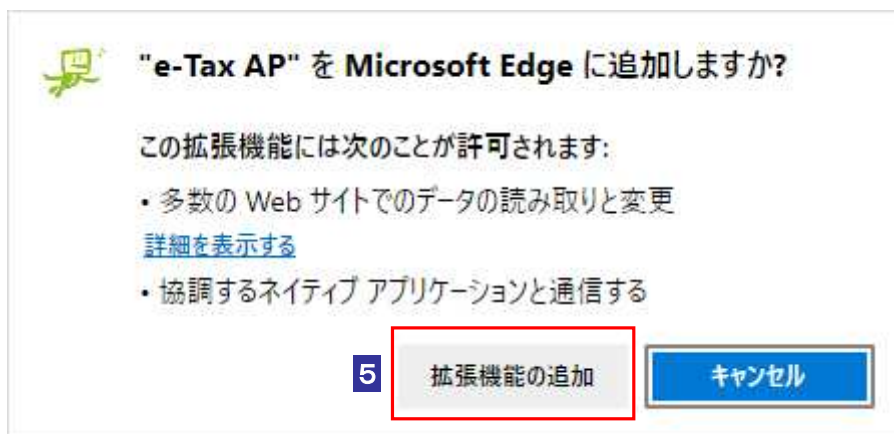 "e-Tax AP" を Microsoft Edge に追加しますか?
この拡張機能には次のことが許可されます:
• 多数の Web サイトでのデータの読み取りと変更
詳細を表示する
• 協調するネイティブ アプリケーションと通信する
5 拡張機能の追加 キャンセル